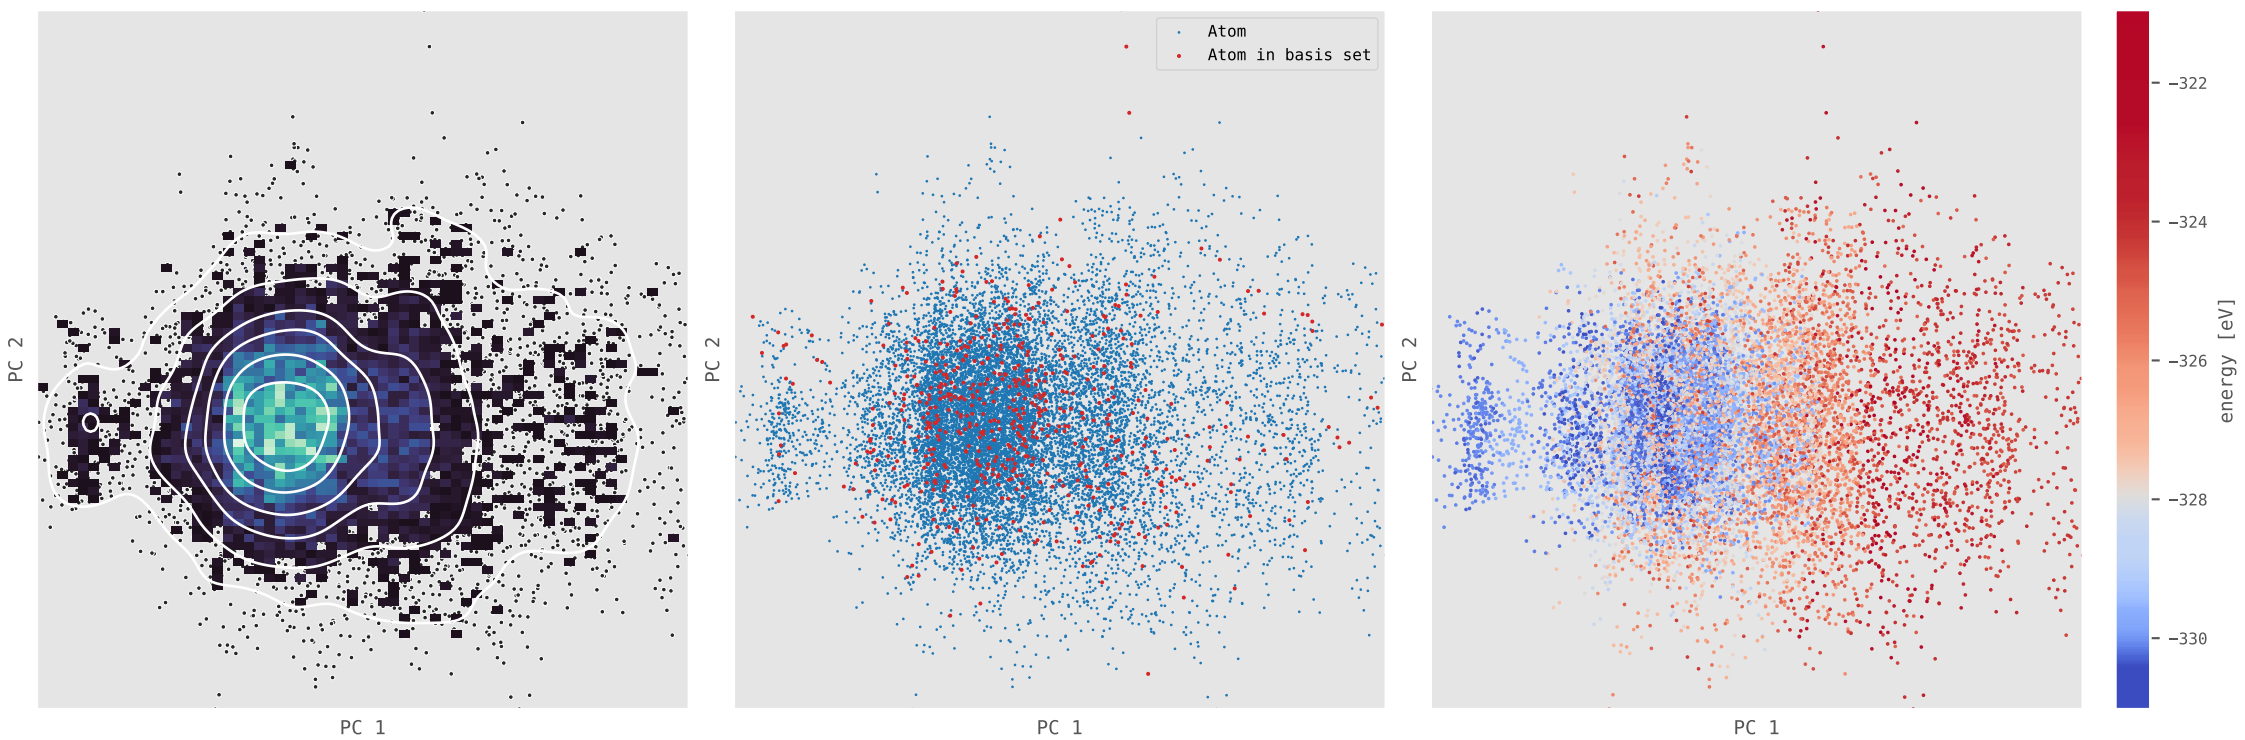 PC 2
PC 1
PC 2
Atom
Atom in basis set
PC 1
PC 2
PC 1
−322
−324
−326
−328
−330
energy [eV]